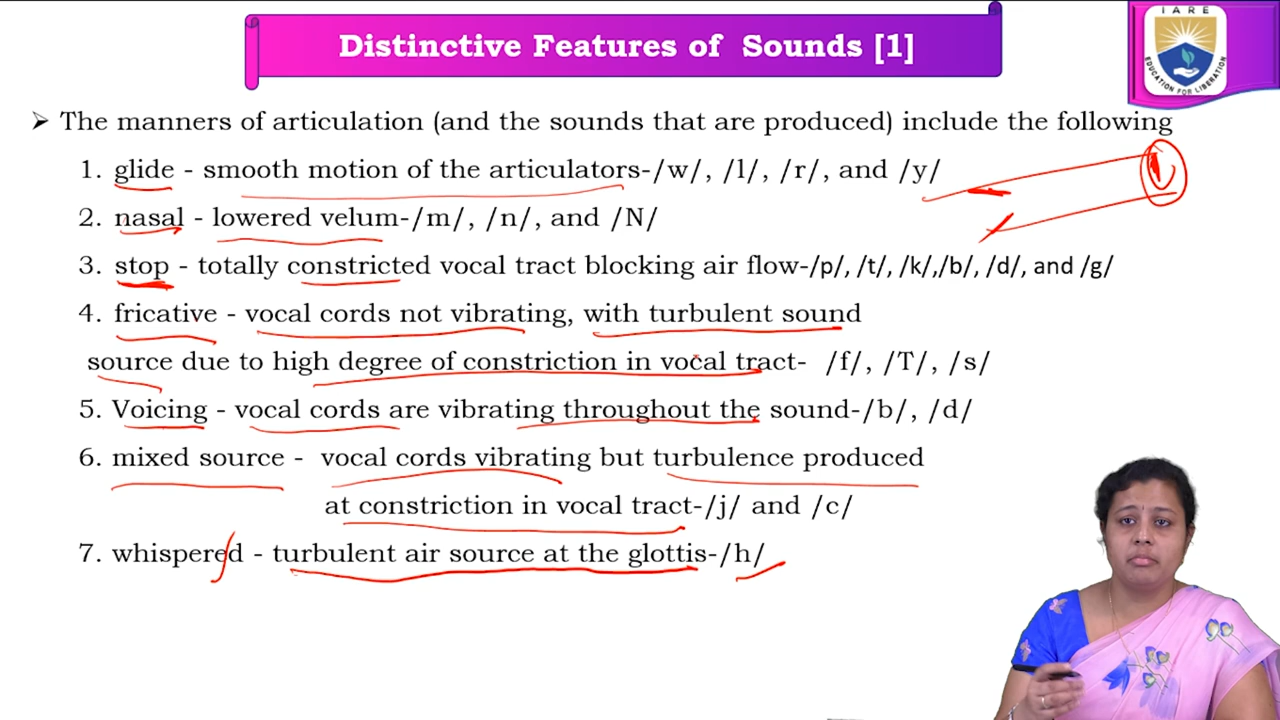 Distinctive Features of Sounds [1]
IARE
EDUCATION FOR LIBERATION
➤ The manners of articulation (and the sounds that are produced) include the following
1. glide - smooth motion of the articulators-/w/, /l/, /r/, and /y/
2. nasal - lowered velum-/m/, /n/, and /N/
3. stop - totally constricted vocal tract blocking air flow-/p/, /t/, /k/,/b/, /d/, and /g/
4. fricative - vocal cords not vibrating, with turbulent sound
source due to high degree of constriction in vocal tract- /f/, /T/, /s/
5. Voicing - vocal cords are vibrating throughout the sound-/b/, /d/
6. mixed source - vocal cords vibrating but turbulence produced
at constriction in vocal tract-/j/ and /c/
7. whispered - turbulent air source at the glottis-/h/